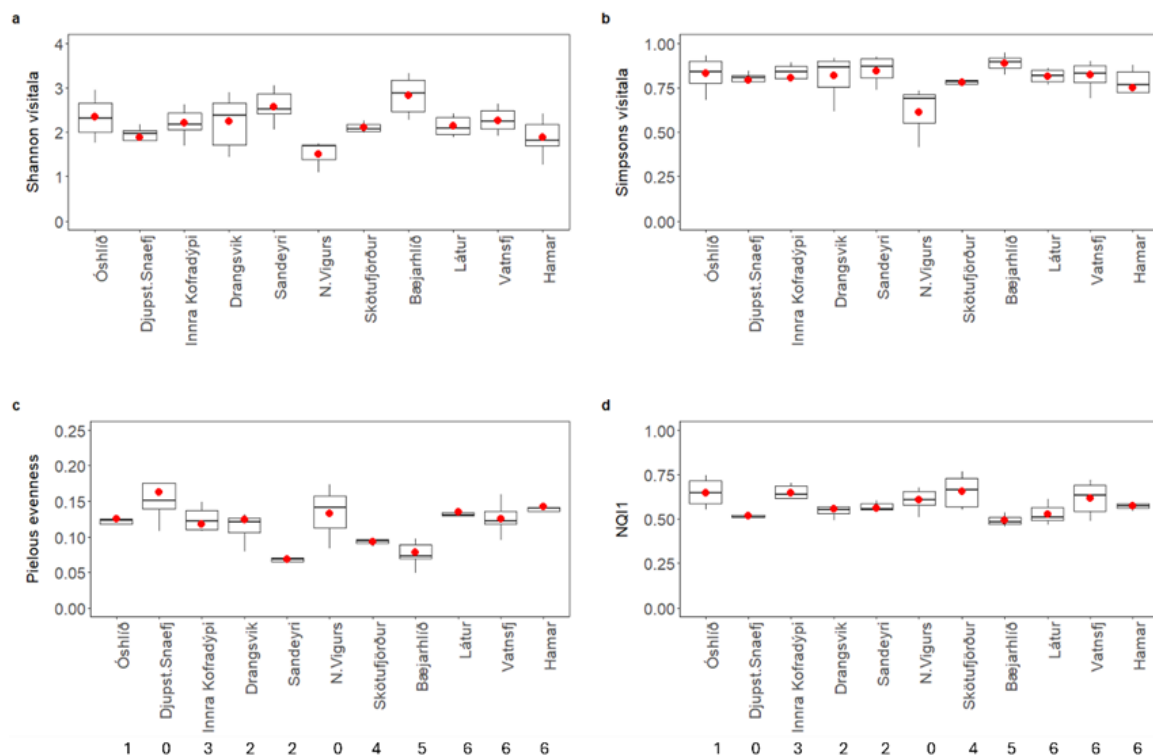 a
Shannon vísitala
4
3
2
1
0
Óshlíð
Djupst.Snaefj
Innra Kofradýpi
Drangsvik
Sandeyri
N.Vigurs
Skötufjörður
Bæjarhlíð
Látur
Vatnsfj
Hamar
b
Simpsons vísitala
1.00
0.75
0.50
0.25
0.00
Óshlíð
Djupst.Snaefj
Innra Kofradýpi
Drangsvik
Sandeyri
N.Vigurs
Skötufjörður
Bæjarhlíð
Látur
Vatnsfj
Hamar
c
Pielous evenness
0.25
0.20
0.15
0.10
0.05
0.00
Óshlíð
Djupst.Snaefj
Innra Kofradýpi
Drangsvik
Sandeyri
N.Vigurs
Skötufjörður
Bæjarhlíð
Látur
Vatnsfj
Hamar
1 0 3 2 2 0 4 5 6 6 6
d
NQI1
1.00
0.75
0.50
0.25
0.00
Óshlíð
Djupst.Snaefj
Innra Kofradýpi
Drangsvik
Sandeyri
N.Vigurs
Skötufjörður
Bæjarhlíð
Látur
Vatnsfj
Hamar
1 0 3 2 2 0 4 5 6 6 6